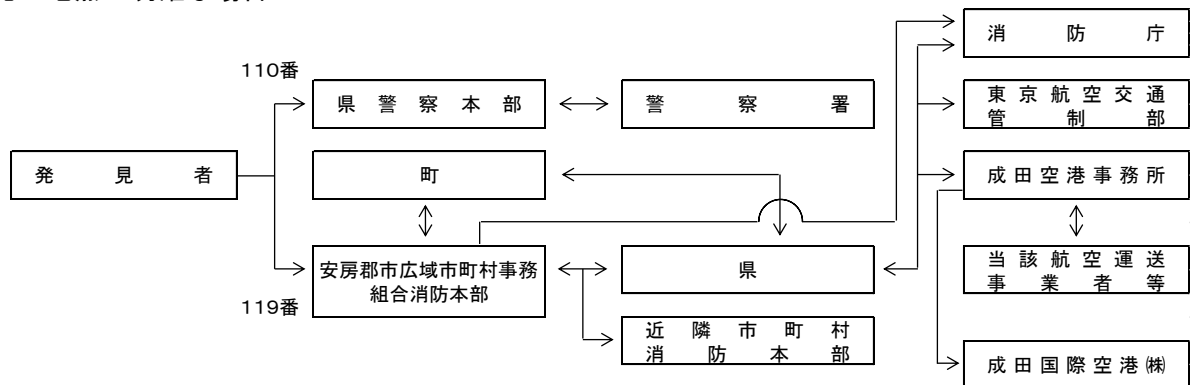 消防庁
110番
県警察本部
警察署
東京航空交通
管制部
発見者
町
成田空港事務所
安房郡市広域市町村事務
組合消防本部
県
当該航空運送
事業者等
119番
近隣市町村
消防本部
成田国際空港㈱